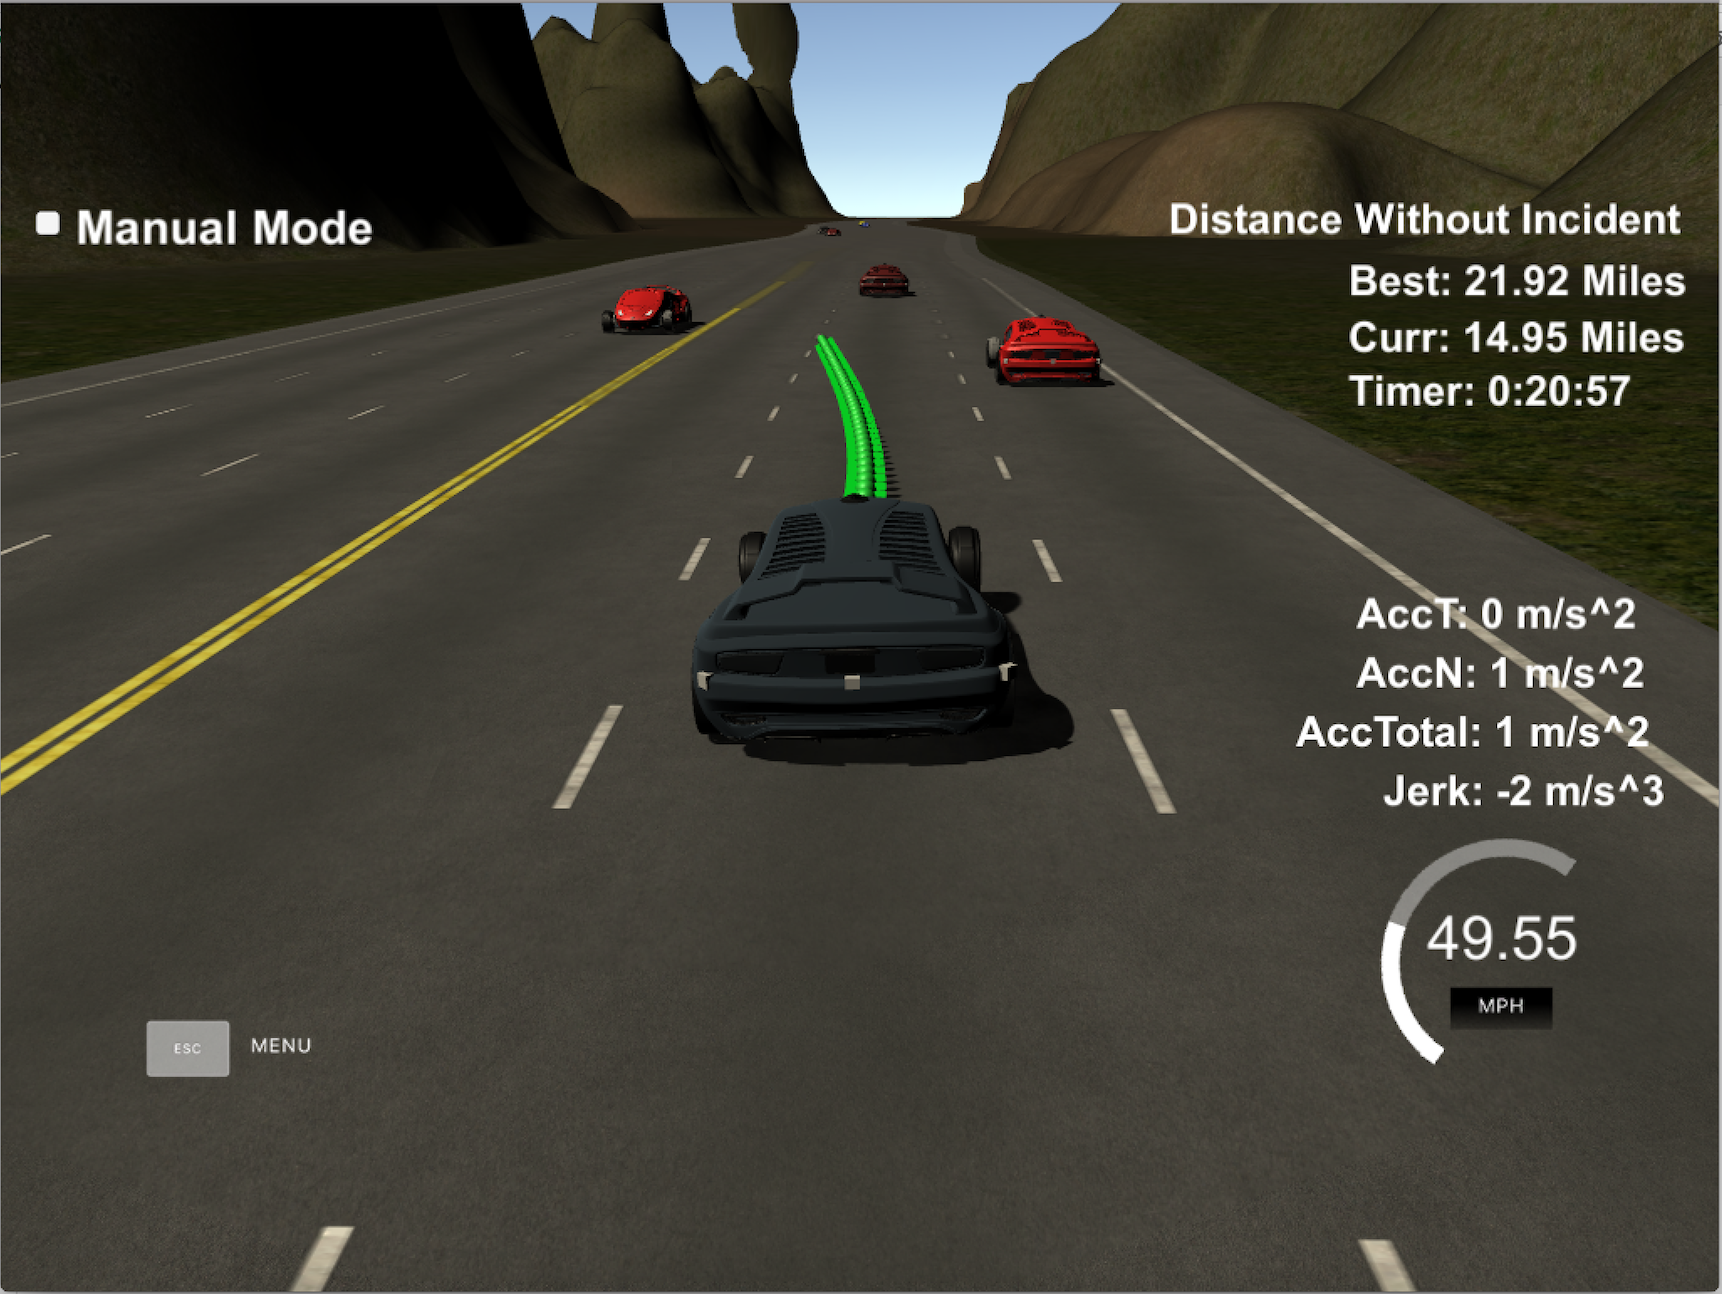 Manual Mode
Distance Without Incident
Best: 21.92 Miles
Curr: 14.95 Miles
Timer: 0:20:57
AccT: 0 m/s^2
AccN: 1 m/s^2
AccTotal: 1 m/s^2
Jerk: -2 m/s^3
49.55
MPH
ESC MENU